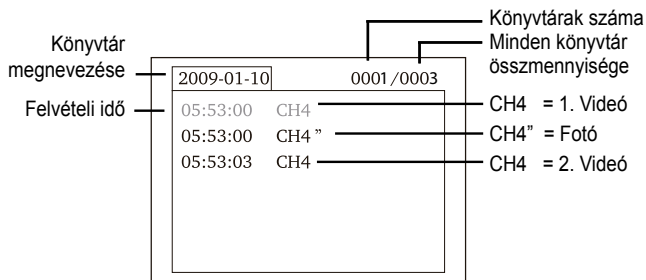 Könyvtárak száma
Minden könyvtár
összmennyisége
Könyvtár
megnevezése
2009-01-10
0001/0003
Felvételi idő
05:53:00 CH4
CH4 = 1. Videó
05:53:00 CH4 ”
CH4” = Fotó
05:53:03 CH4
CH4 = 2. Videó